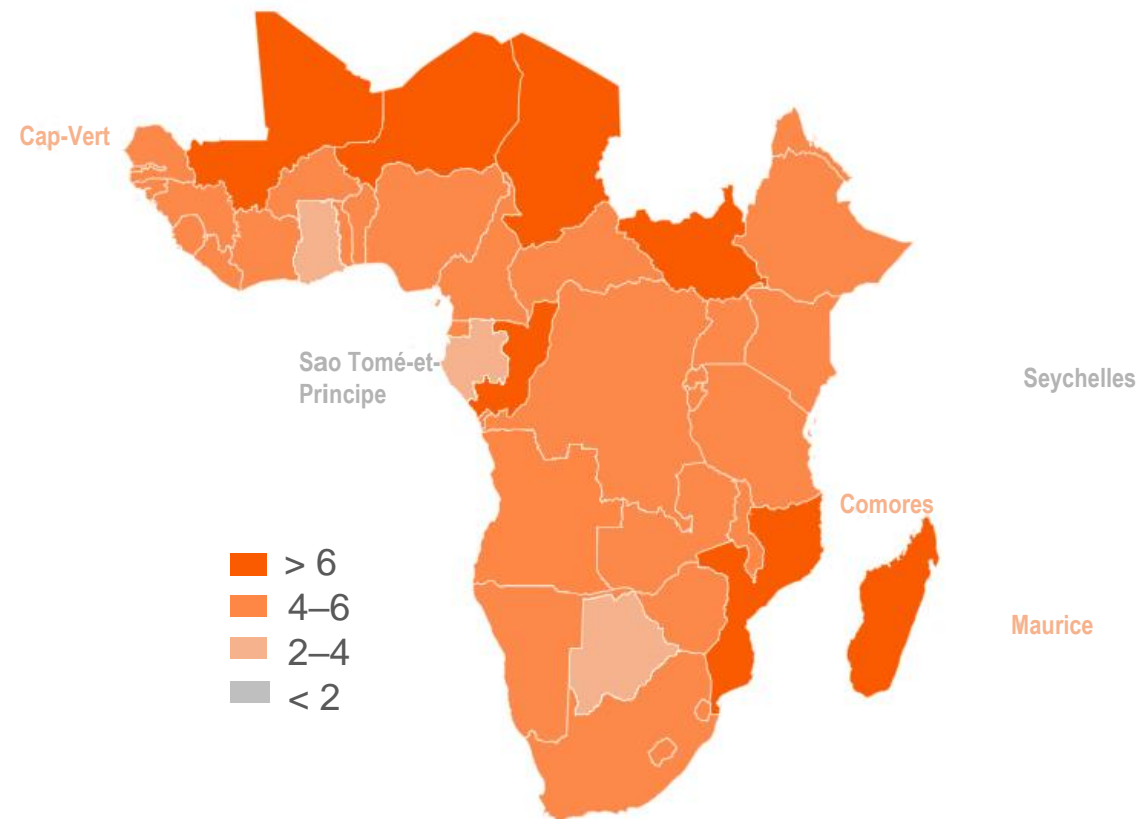 Cap-Vert
Sao Tomé-et-
Principe
Seychelles
Comores
Maurice
> 6
4–6
2–4
< 2